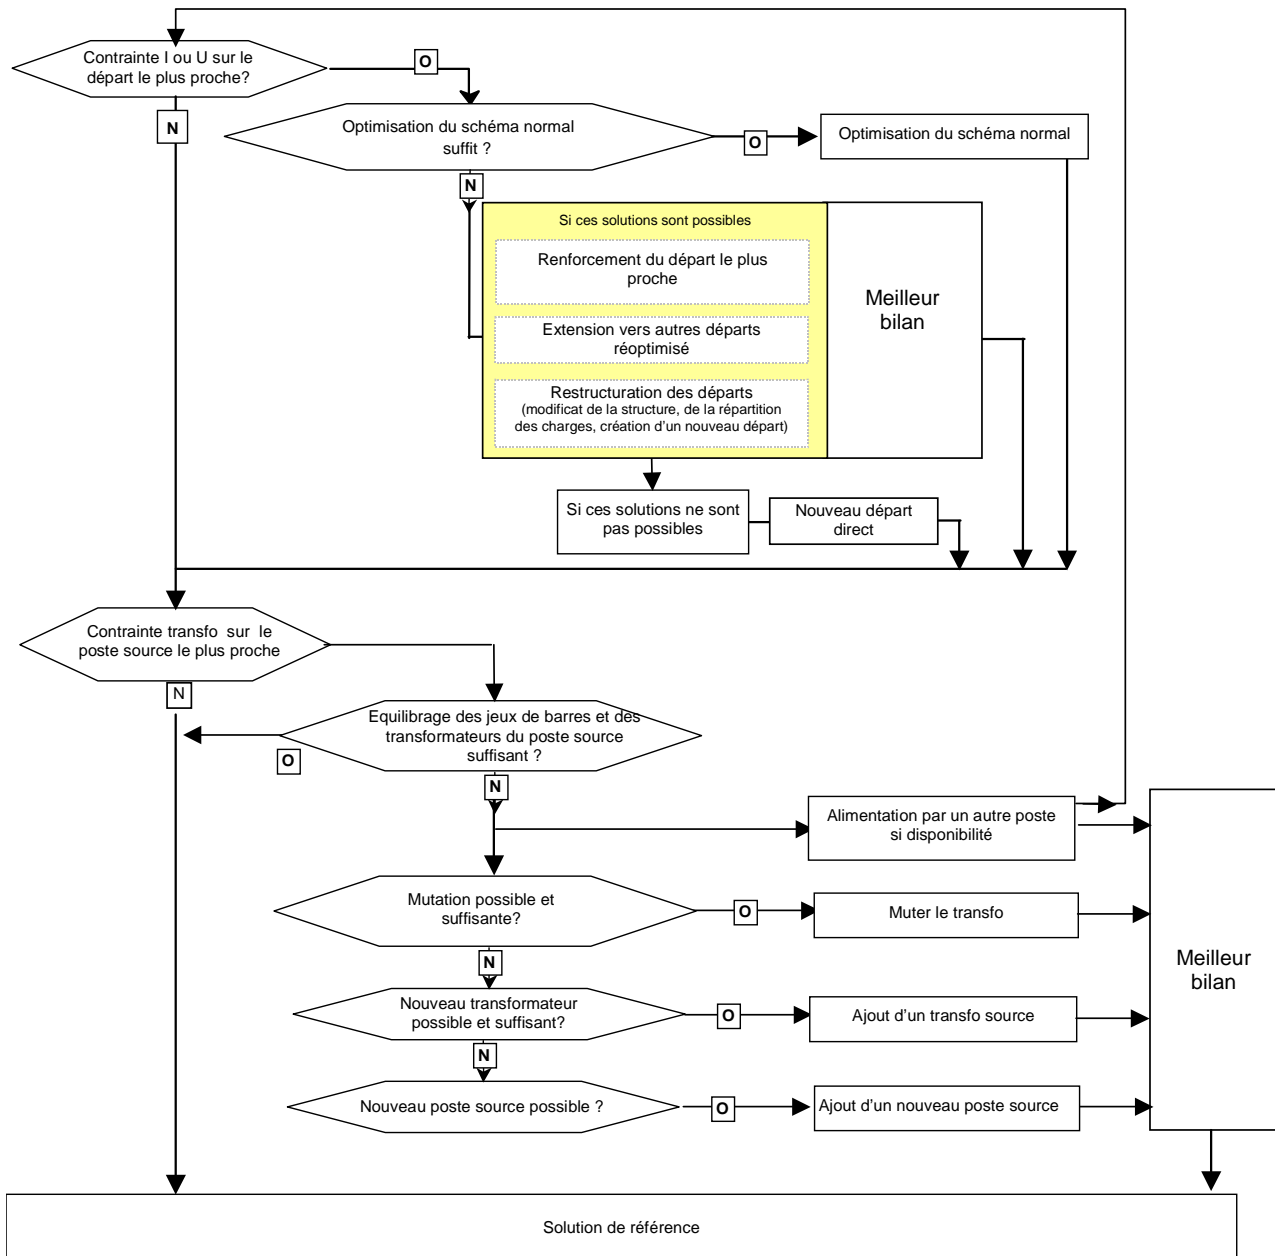 Contrainte I ou U sur le
départ le plus proche?
O
N
Optimisation du schéma normal
suffit ?
O
Optimisation du schéma normal
N
Si ces solutions sont possibles
Renforcement du départ le plus
proche
Extension vers autres départs
réoptimisé
Restructuration des départs
(modificat de la structure, de la répartition
des charges, création d'un nouveau départ)
Meilleur
bilan
Si ces solutions ne sont
pas possibles
Nouveau départ
direct
Contrainte transfo sur le
poste source le plus proche
N
Equilibrage des jeux de barres et des
transformateurs du poste source
suffisant ?
O
N
Alimentation par un autre poste
si disponibilité
Mutation possible et
suffisante?
O
Muter le transfo
N
Nouveau transformateur
possible et suffisant?
O
Ajout d'un transfo source
N
Nouveau poste source possible ?
O
Ajout d'un nouveau poste source
Meilleur
bilan
Solution de référence